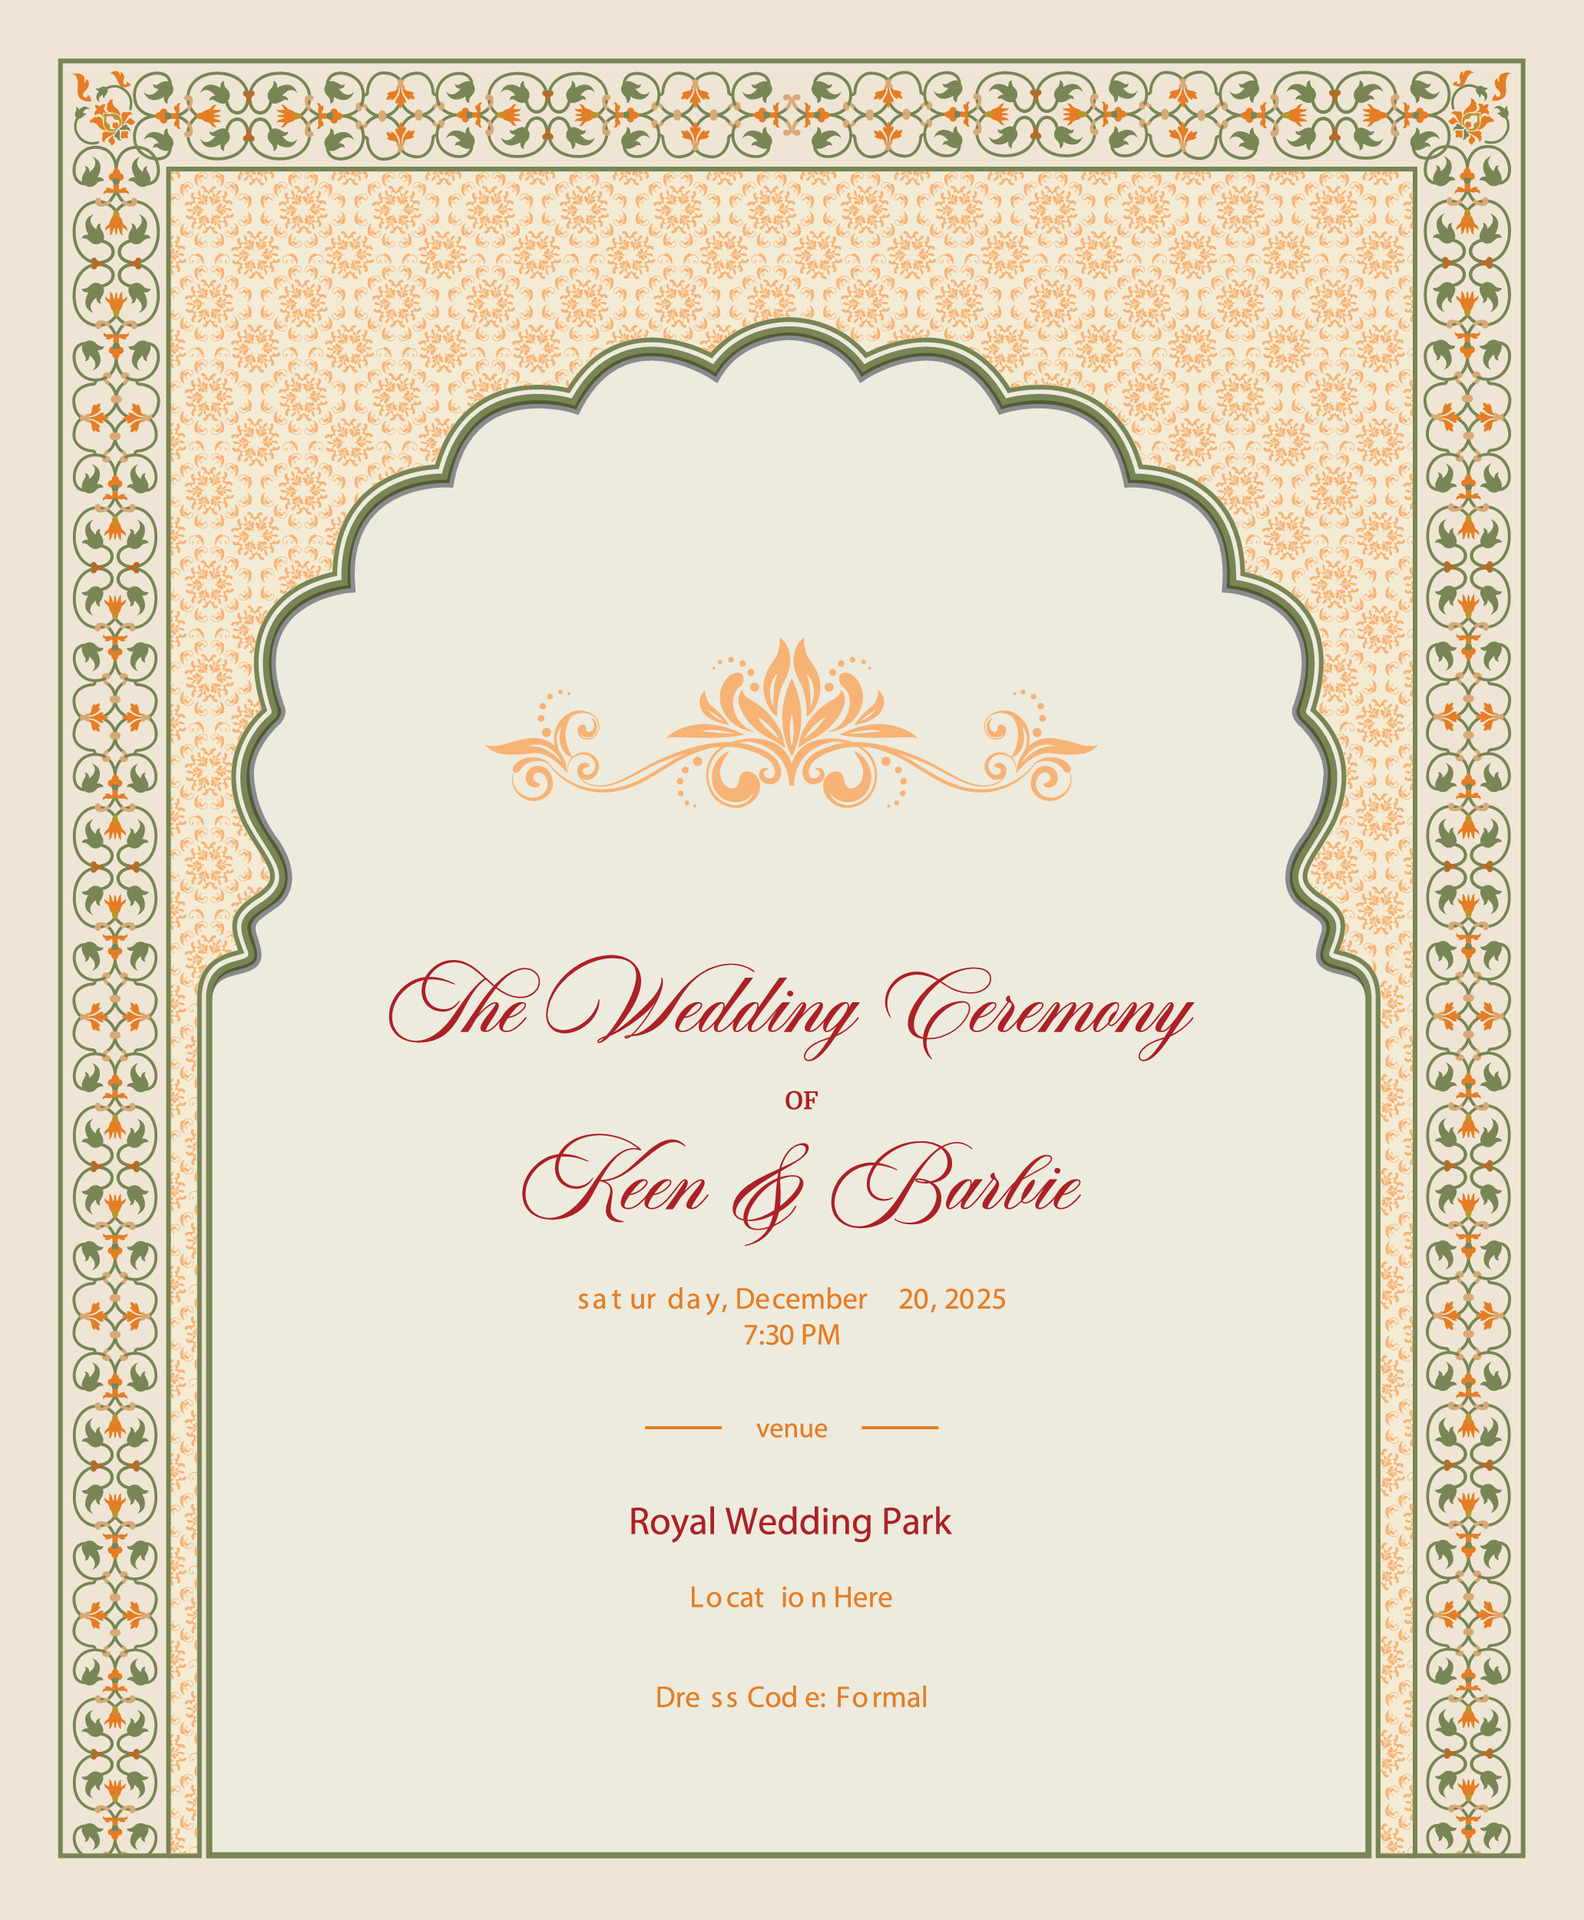 The Wedding Ceremony
OF
Keen & Barbie
saturday, December 20, 2025
7:30 PM
venue
Royal Wedding Park
Location Here
Dress Code: Formal